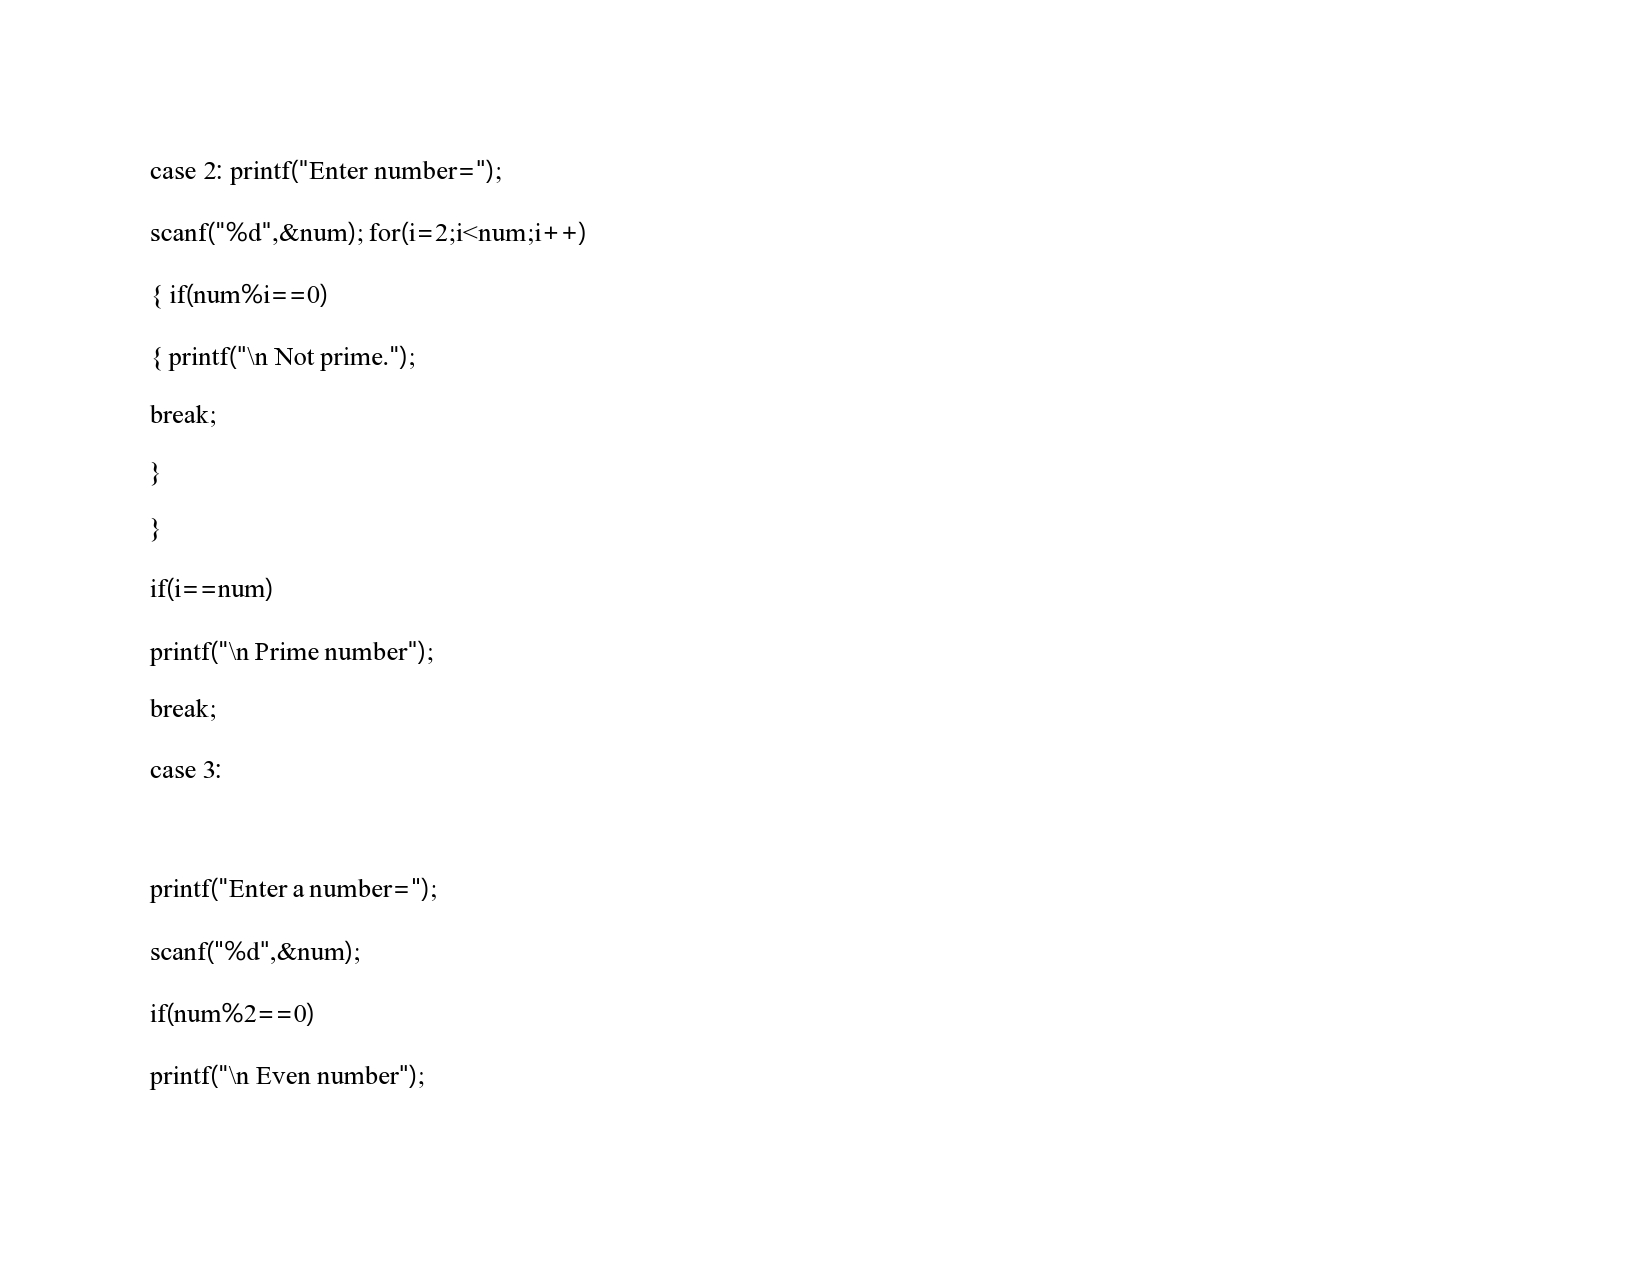 case 2: printf("Enter number=");
scanf("%d",&num); for(i=2;i<num;i++)
{ if(num%i==0)
{ printf("\n Not prime.");
break;
}
}
if(i==num)
printf("\n Prime number");
break;
case 3:
printf("Enter a number=");
scanf("%d",&num);
if(num%2==0)
printf("\n Even number");